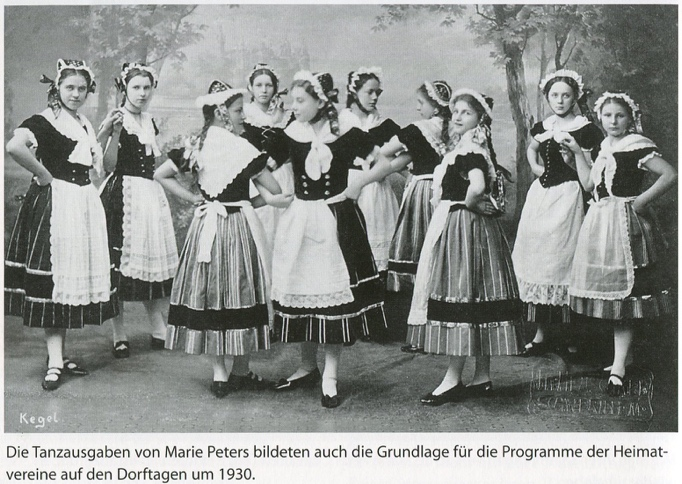 Kegel
Die Tanzausgaben von Marie Peters bildeten auch die Grundlage für die Programme der Heimat-
vereine auf den Dorftagen um 1930.